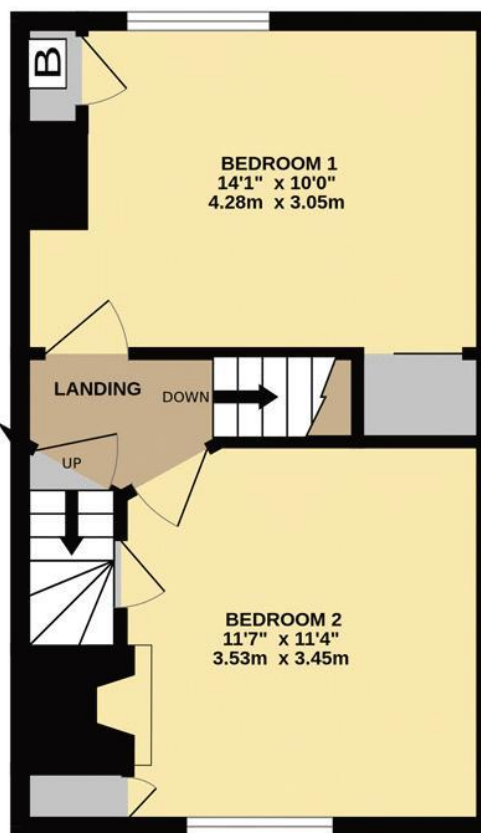 B
BEDROOM 1
14'1" x 10'0"
4.28m x 3.05m
LANDING
DOWN
UP
BEDROOM 2
11'7" x 11'4"
3.53m x 3.45m